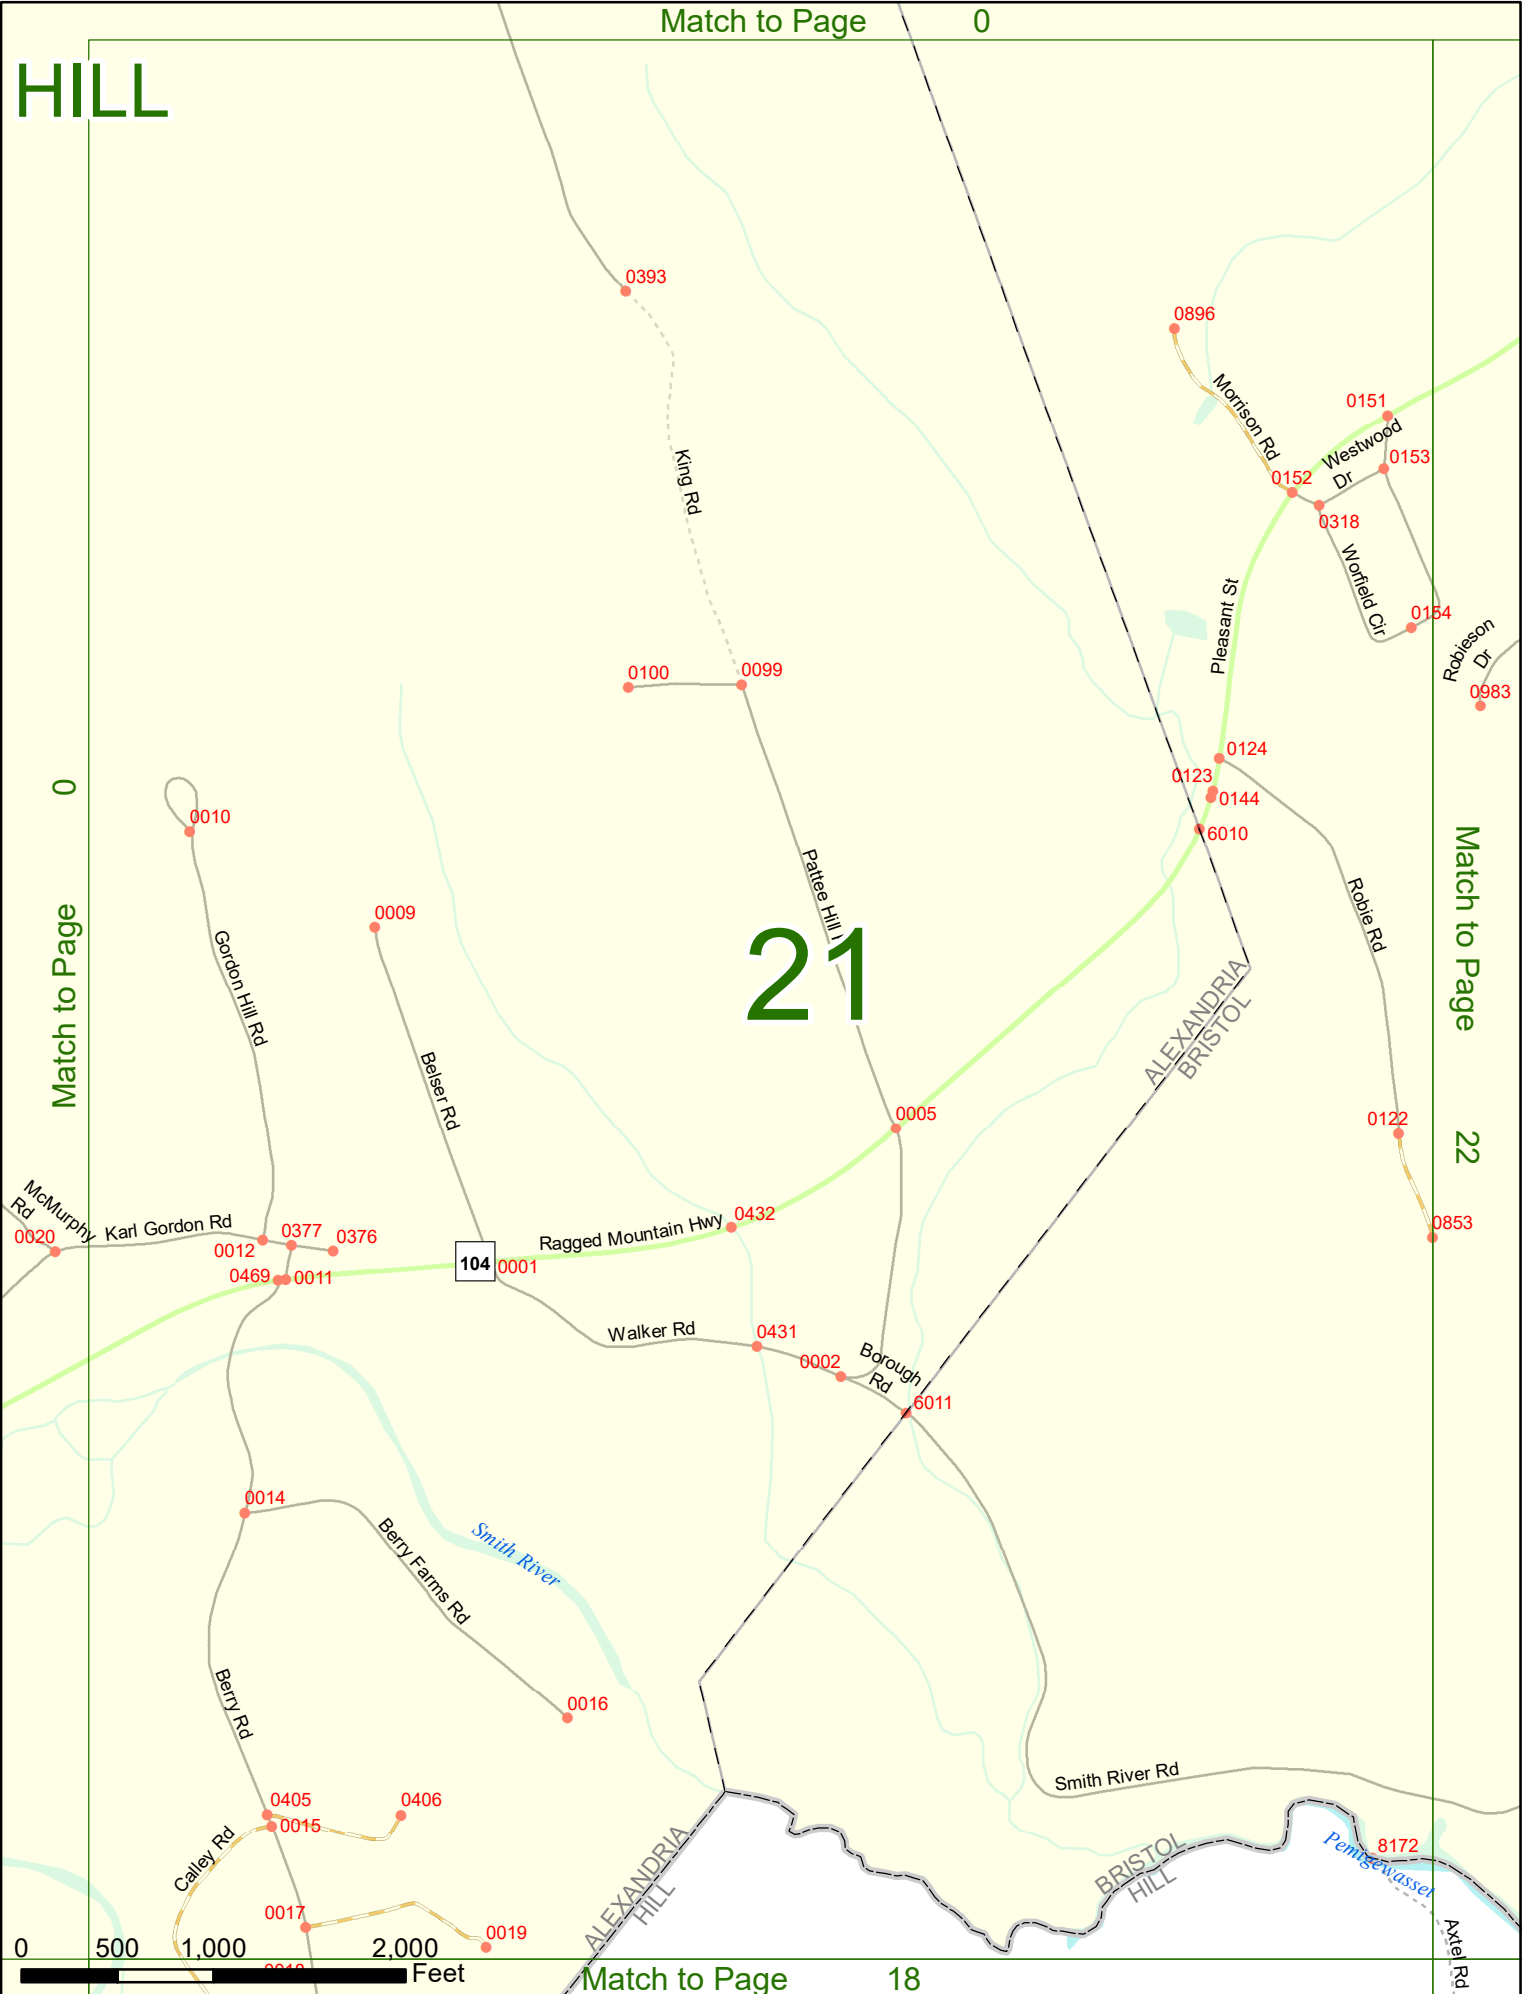 Match to Page 0
HILL
0393
0896
Morrison Rd
0151
Westwood
Dr
0153
0152
0318
King Rd
Worfield Cir
Pleasant St
0154
Robieson
Dr
0983
0100
0099
0124
0123
0144
6010
Match to Page 0
0010
Pattee Hill
Match to Page 22
Robie Rd
0009
Gordon Hill Rd
21
ALEXANDRIA
BRISTOL
Belser Rd
0005
0122
McMurphy
Rd
0020
Karl Gordon Rd
0012
0377
0376
0432
Ragged Mountain Hwy
0853
104
0001
0469
0011
Walker Rd
0431
0002
Borough
Rd
6011
0014
Berry Farms Rd
Smith River
Berry Rd
0016
Smith River Rd
0405
0406
0015
Calley Rd
ALEXANDRIA
HILL
BRISTOL
HILL
Pemigewasset
8172
0017
0019
Axtel Rd
0 500 1,000 2,000
Feet
0018
Match to Page 18